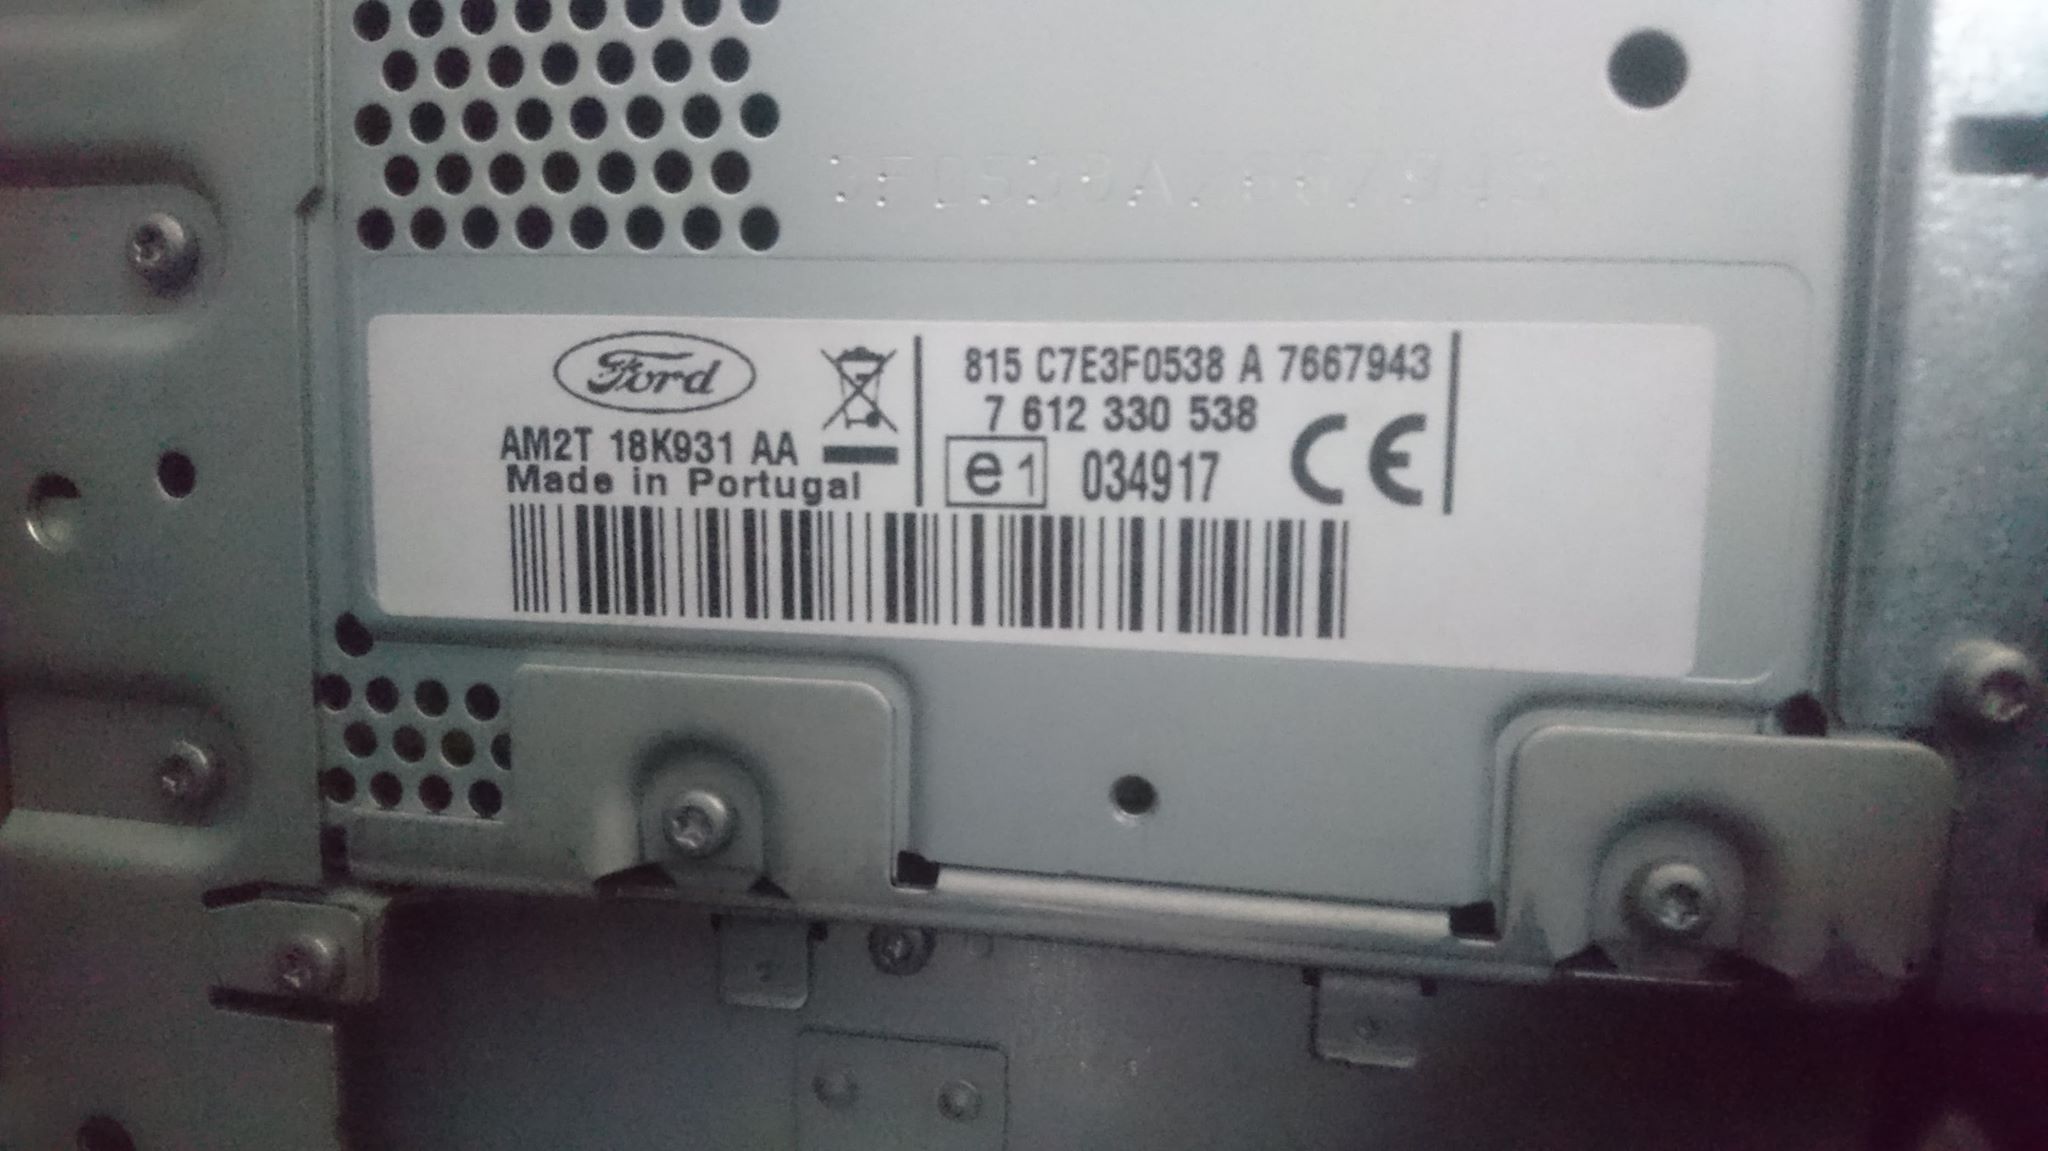 Ford
815 C7E3F0538 A 7667943
7 612 330 538
AM2T 18K931 AA
Made in Portugal
e1 034917 CE